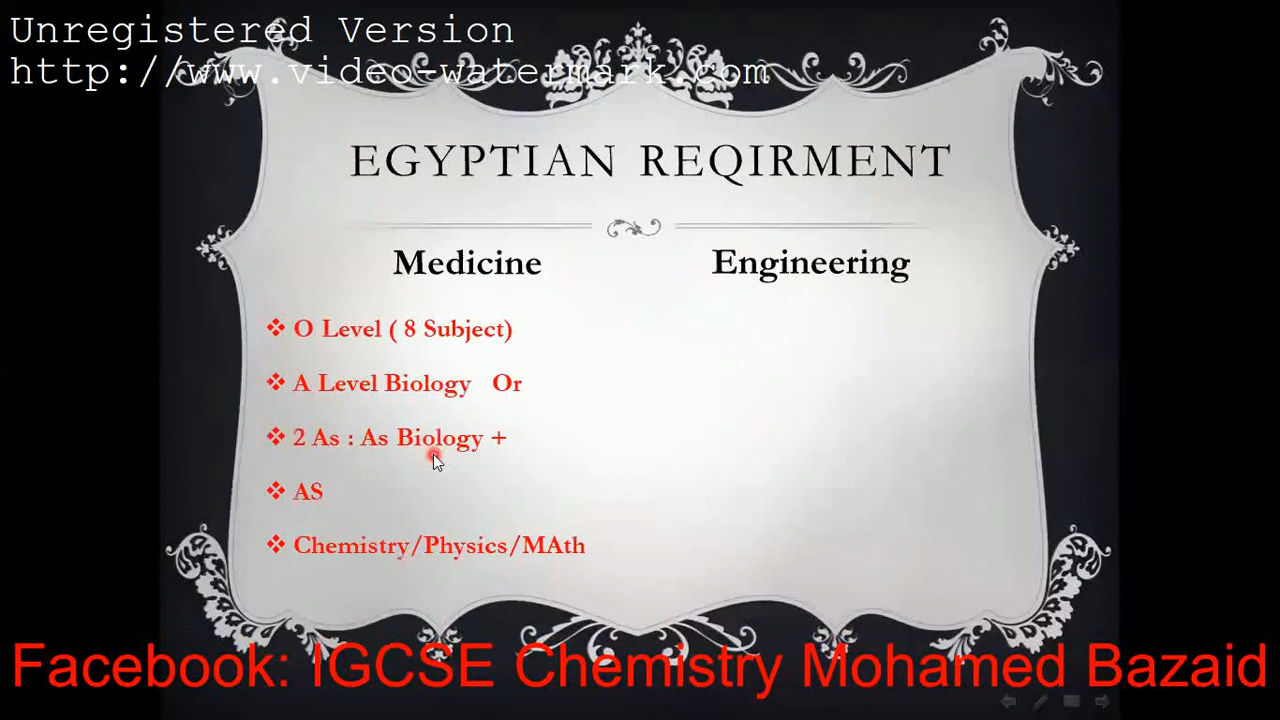 Unregistered Version
http://www.video-watermark.com
EGYPTIAN REQIRMENT
Medicine
Engineering
❖ O Level ( 8 Subject)
❖ A Level Biology Or
❖ 2 As : As Biology +
❖ AS
❖ Chemistry/Physics/MAth
Facebook: IGCSE Chemistry Mohamed Bazaid